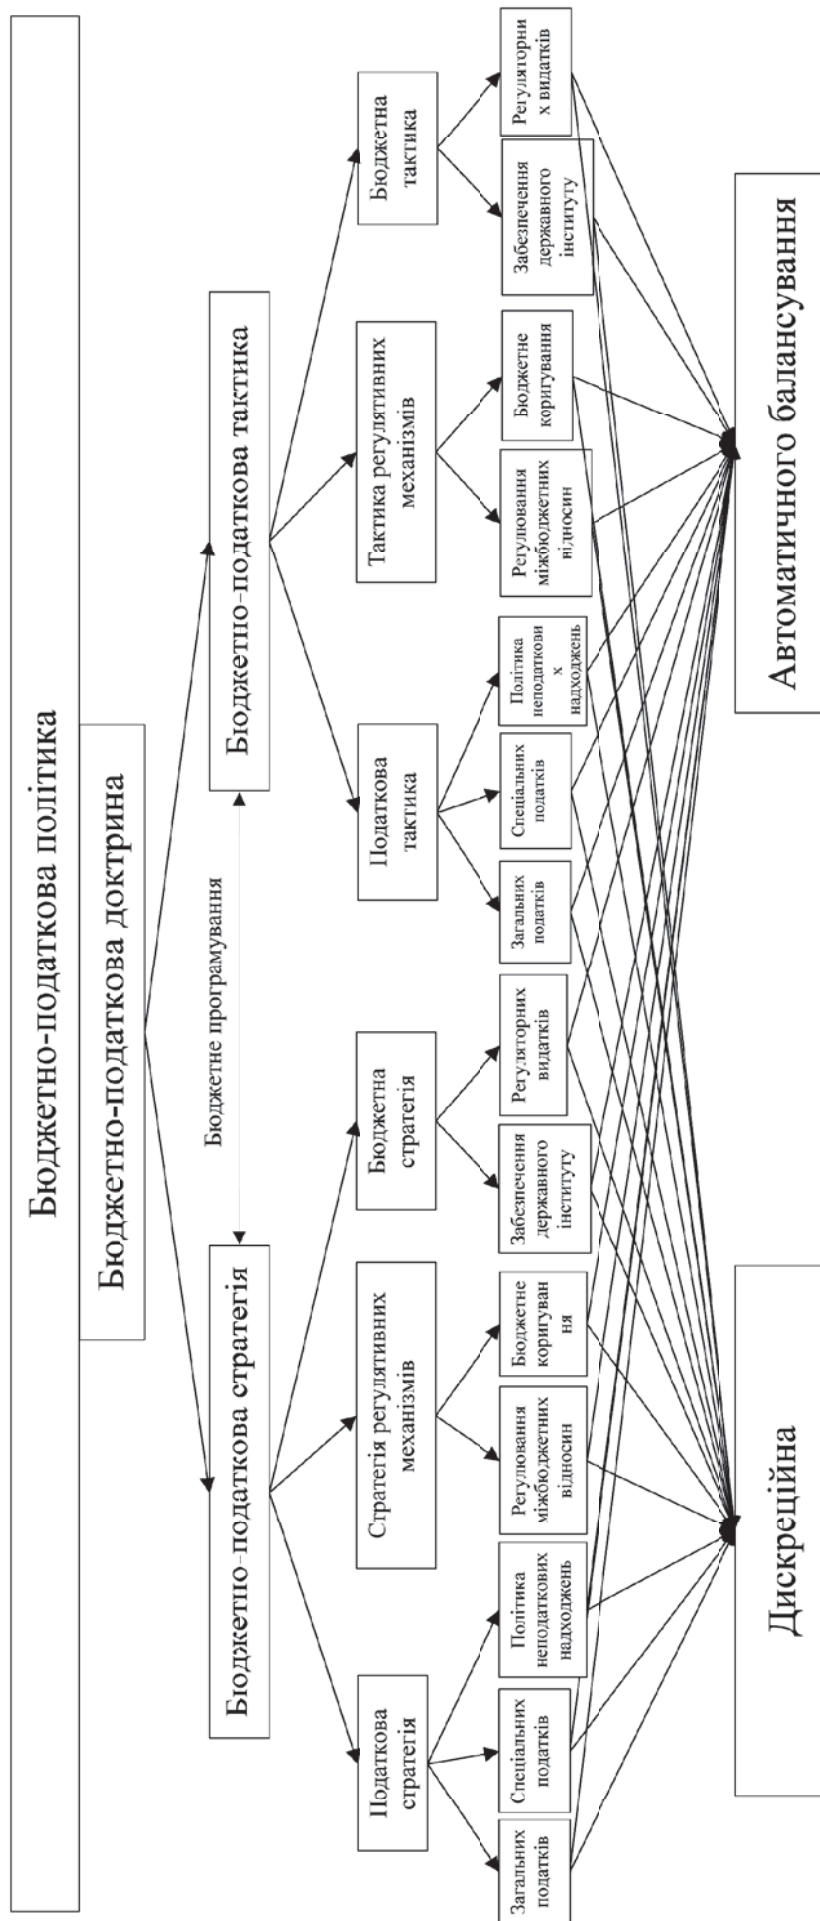 Бюджетно-податкова політика
Бюджетно-податкова доктрина
Бюджетно-податкова стратегія
Бюджетне програмування
Бюджетно-податкова тактика
Податкова
стратегія
Стратегія регулятивних
механізмів
Бюджетна
стратегія
Податкова
тактика
Тактика регулятивних
механізмів
Бюджетна
тактика
Загальних
податків
Спеціальних
податків
Політика
неподаткових
надходжень
Регулювання
міжбюджетних
відносин
Бюджетне
коригуван
ня
Забезпечення
державного
інституту
Регуляторних
видатків
Загальних
податків
Спеціальних
податків
Політика
неподаткови
х
надходжень
Регулювання
міжбюджетних
відносин
Бюджетне
коригування
Забезпечення
державного
інституту
Регуляторни
х видатків
Дискреційна
Автоматичного балансування